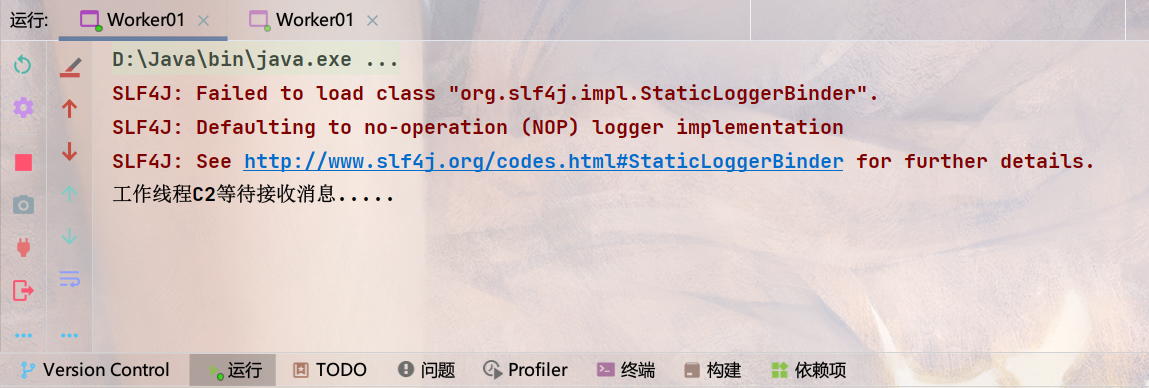 运行: Worker01 Worker01
D:\Java\bin\java.exe ...
SLF4J: Failed to load class "org.slf4j.impl.StaticLoggerBinder".
SLF4J: Defaulting to no-operation (NOP) logger implementation
SLF4J: See http://www.slf4j.org/codes.html#StaticLoggerBinder for further details.
工作线程C2等待接收消息.....
Version Control 运行 TODO 问题 Profiler 终端 构建 依赖项